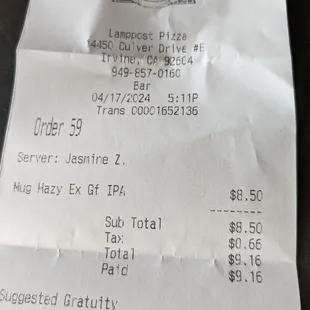 Lamppost Pizza
14450 Culver Drive #E
Irvine, CA 92604
949-857-0160
Bar
04/17/2024 5:11P
Trans 00001652136
Order 59
Server: Jasmine Z.
Mug Hazy Ex Gf IPA $8.50
Sub Total $8.50
Tax $0.66
Total $9.16
Paid $9.16
Suggested Gratuity